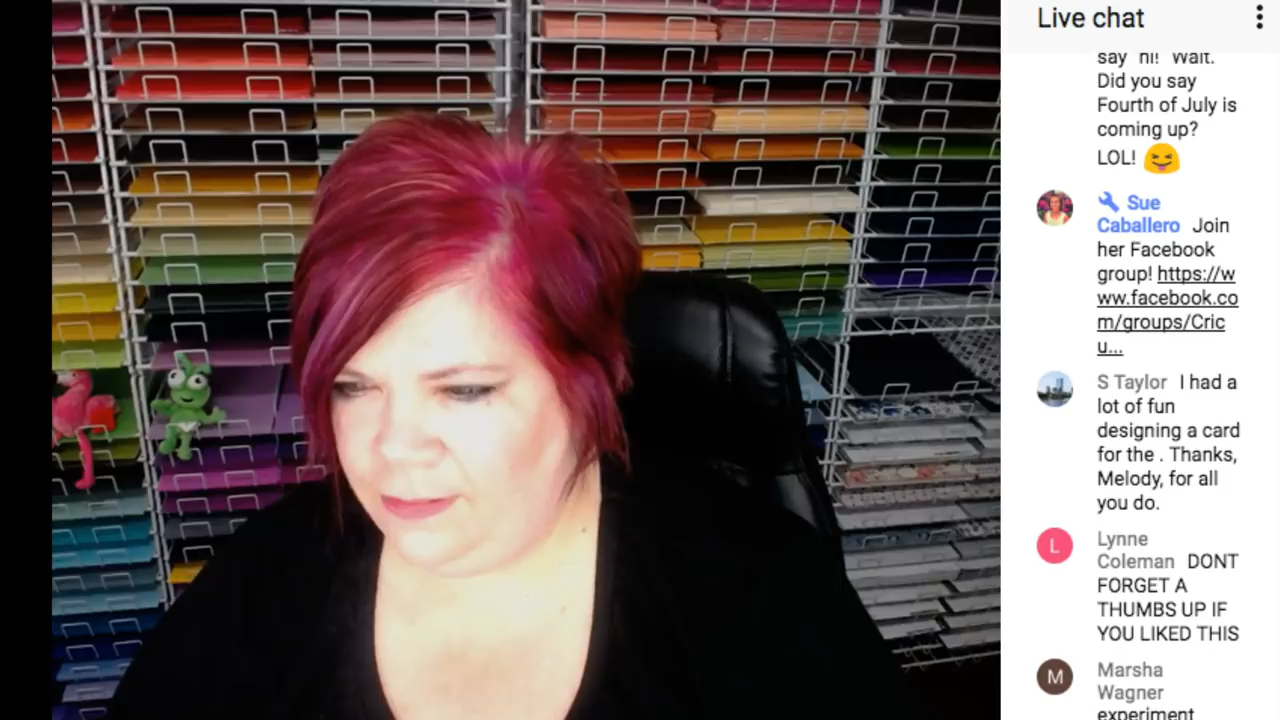 Live chat
say "hi!" Wait.
Did you say
Fourth of July is
coming up?
LOL!
Sue
Caballero Join
her Facebook
group! https://w
ww.facebook.co
m/groups/Cric
u...
S Taylor I had a
lot of fun
designing a card
for the . Thanks,
Melody, for all
you do.
L
Lynne
Coleman DONT
FORGET A
THUMBS UP IF
YOU LIKED THIS
M
Marsha
Wagner
experiment